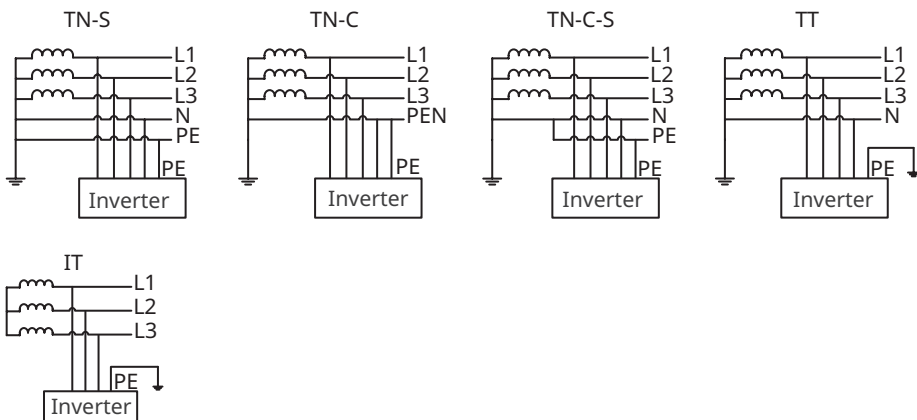 TN-S
L1
L2
L3
N
PE
PE
Inverter
TN-C
L1
L2
L3
PEN
PE
Inverter
TN-C-S
L1
L2
L3
N
PE
PE
Inverter
TT
L1
L2
L3
N
PE
Inverter
IT
L1
L2
L3
PE
Inverter